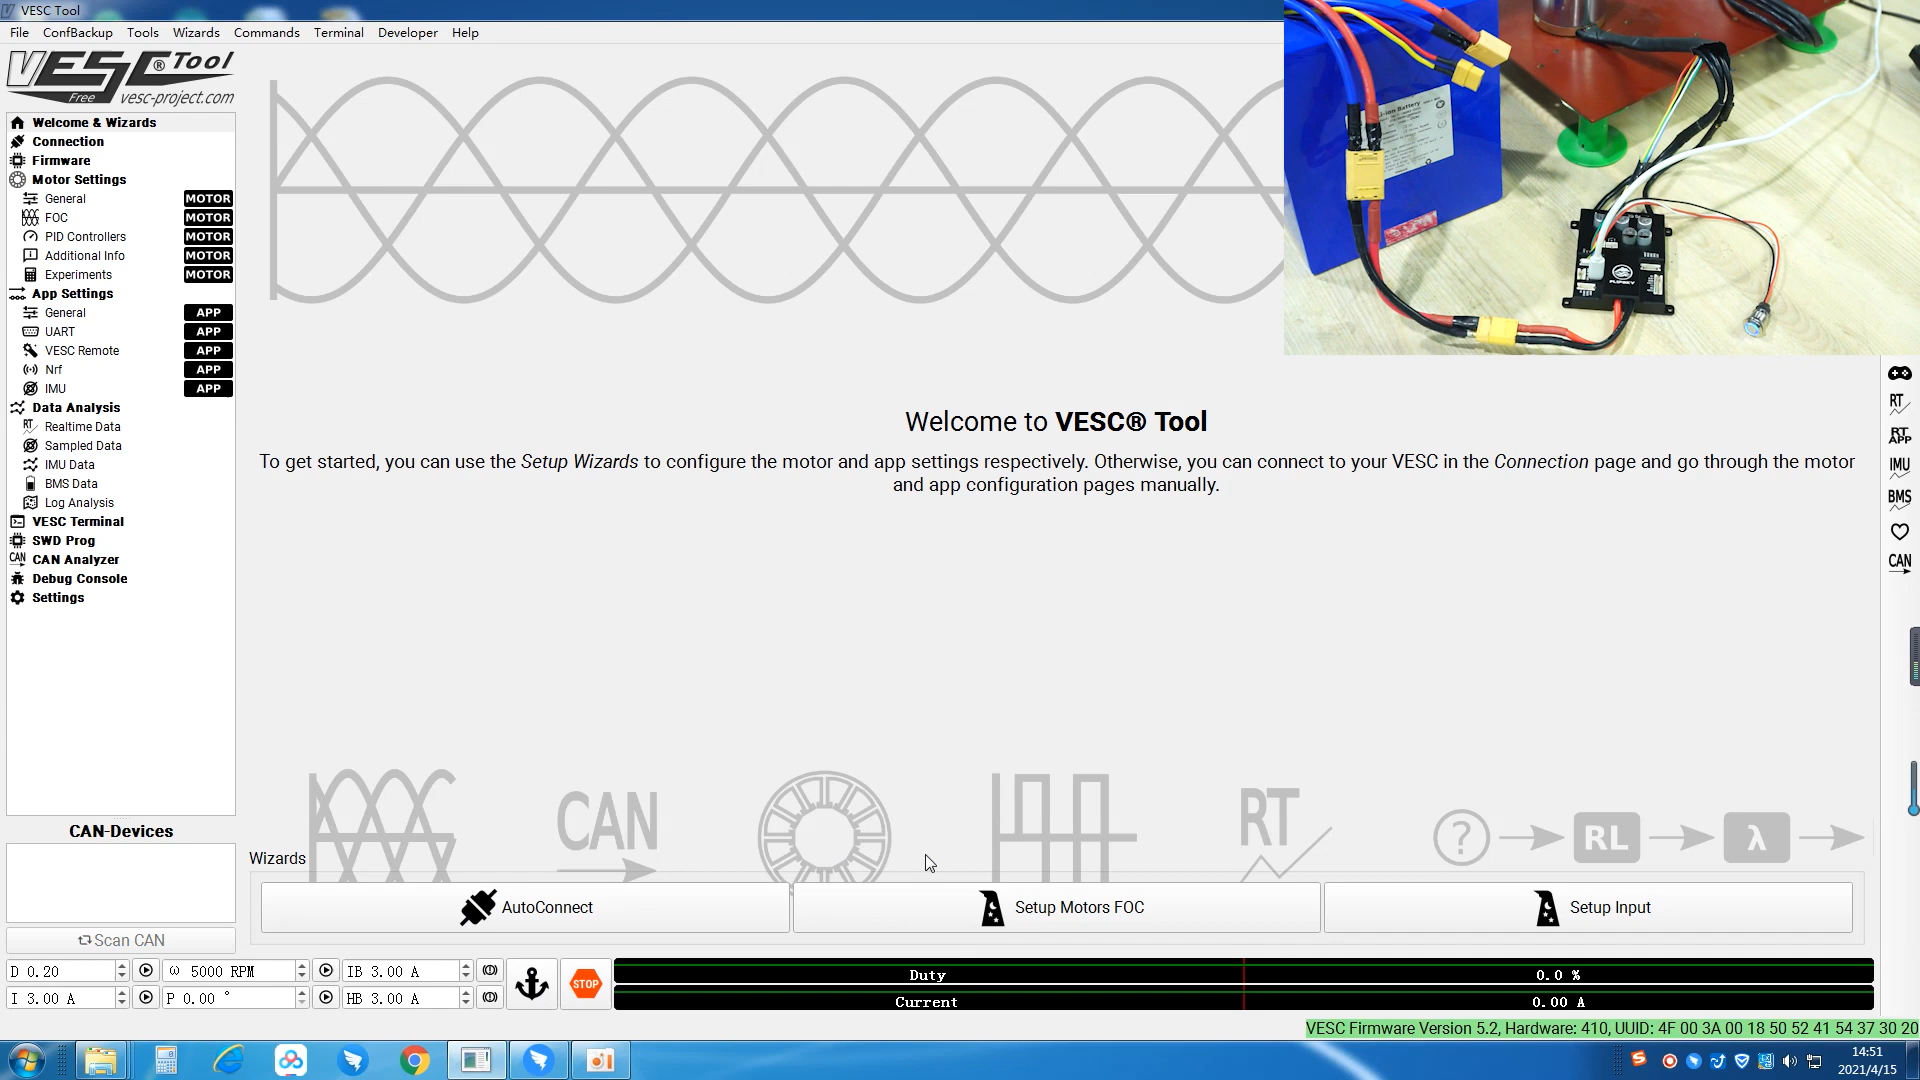 VESC Tool
File ConfBackup Tools Wizards Commands Terminal Developer Help
VESC® Tool
Free vesc-project.com
Welcome & Wizards
Connection
Firmware
Motor Settings
General MOTOR
FOC MOTOR
PID Controllers MOTOR
Additional Info MOTOR
Experiments MOTOR
App Settings
General APP
UART APP
VESC Remote APP
Nrf APP
IMU APP
Data Analysis
RT Realtime Data
Sampled Data
IMU Data
BMS Data
Log Analysis
VESC Terminal
SWD Prog
CAN CAN Analyzer
Debug Console
Settings
CAN-Devices
Scan CAN
Li-ion Battery
FLIPSKY
Welcome to VESC® Tool
To get started, you can use the Setup Wizards to configure the motor and app settings respectively. Otherwise, you can connect to your VESC in the Connection page and go through the motor
and app configuration pages manually.
RT
RT
APP
IMU
BMS
CAN
CAN
RT
? RL λ
Wizards
AutoConnect
Setup Motors FOC
Setup Input
D 0.20 ω 5000 RPM IB 3.00 A
I 3.00 A P 0.00 ° HB 3.00 A
STOP
Duty 0.0 %
Current 0.00 A
VESC Firmware Version 5.2, Hardware: 410, UUID: 4F 00 3A 00 18 50 52 41 54 37 30 20
14:51
2021/4/15